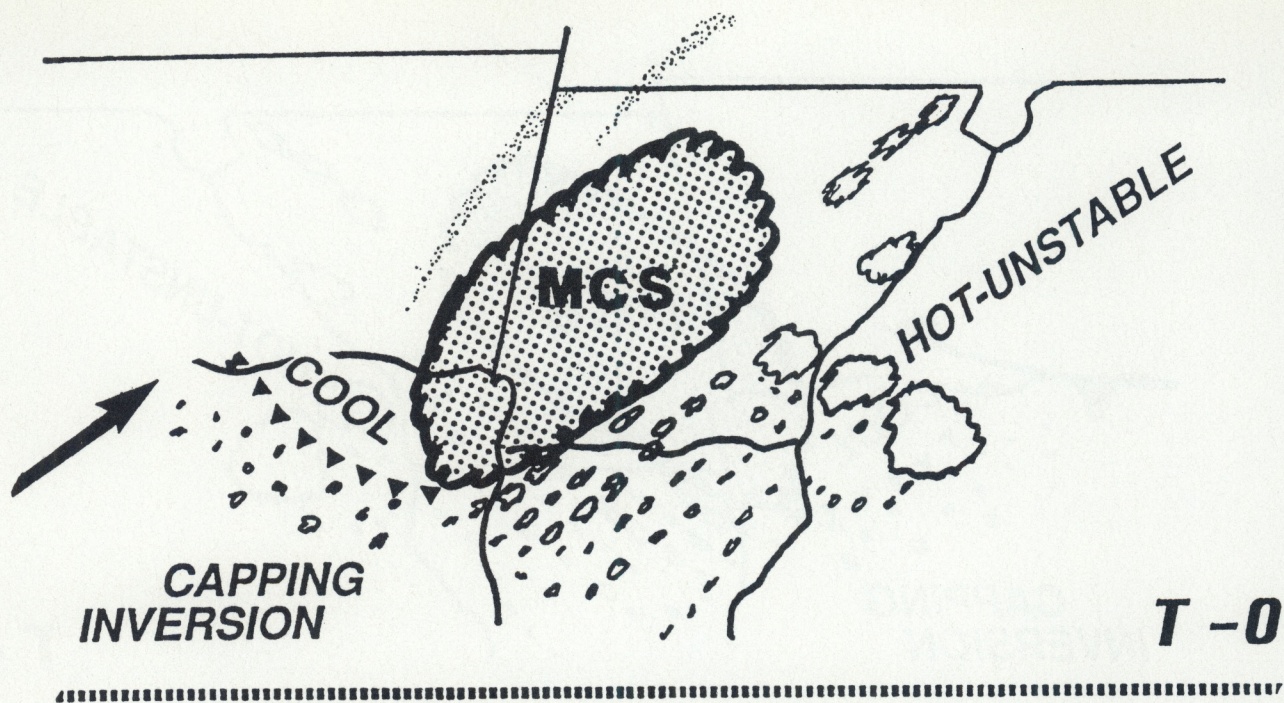 MCS
HOT-UNSTABLE
COOL
CAPPING
INVERSION
T-0